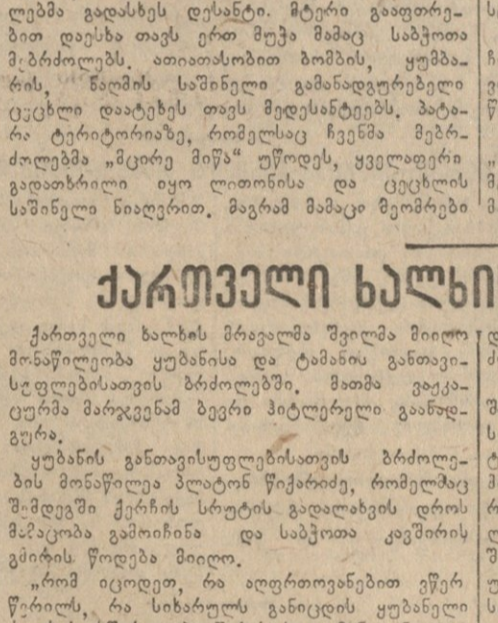 ლებმა გადასხეს დესანტი. მტერი გააფთრე-
ბით დაესხა თავს ერთ მუჭა მამაც საბჭოთა
მებრძოლებს. ათიათასობით ბომბის, ყუმბა-
რის, ნაღმის საშინელი გამანადგურებელი
ცეცხლი დაატეხეს თავს მედესანტეებს. პატა-
რა ტერიტორიაზე, რომელსაც ჩვენმა მებრ-
ძოლებმა „მცირე მიწა“ უწოდეს, ყველაფერი
გადათხრილი იყო ლითონისა და ცეცხლის
საშინელი ნიაღვრით. მაგრამ მამაცი მეომრები
ქართველი ხალხი
ქართველი ხალხის მრავალმა შვილმა მიიღო
მონაწილეობა ყუბანისა და ტამანის განთავი-
სუფლებისათვის ბრძოლებში. მათმა ვაჟკა-
ცურმა მარჯვენამ ბევრი ჰიტლერელი გაანად-
გურა.
ყუბანის განთავისუფლებისათვის ბრძოლე-
ბის მონაწილეა პლატონ წიქარიძე, რომელმაც
შემდეგში ქერჩის სრუტის გადალახვის დროს
მამაცობა გამოიჩინა და საბჭოთა კავშირის
გმირის წოდება მიიღო.
„რომ იცოდეთ, რა აღფრთოვანებით ვწერ
წერილს, რა სიხარულს განიცდის ყუბანელი